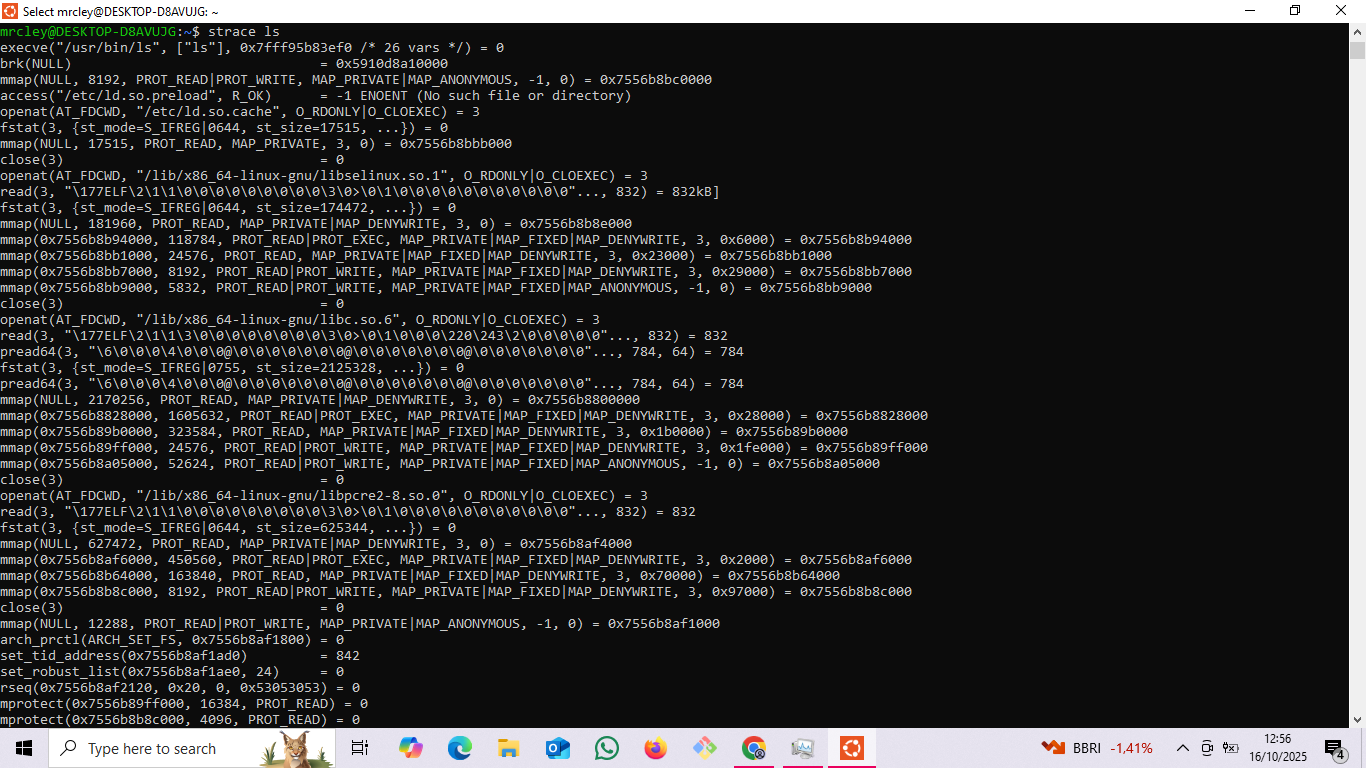 Select mrcley@DESKTOP-D8AVUJG: ~
mrcley@DESKTOP-D8AVUJG:~$ strace ls
execve("/usr/bin/ls", ["ls"], 0x7fff95b83ef0 /* 26 vars */) = 0
brk(NULL)                               = 0x5910d8a10000
mmap(NULL, 8192, PROT_READ|PROT_WRITE, MAP_PRIVATE|MAP_ANONYMOUS, -1, 0) = 0x7556b8bc0000
access("/etc/ld.so.preload", R_OK)      = -1 ENOENT (No such file or directory)
openat(AT_FDCWD, "/etc/ld.so.cache", O_RDONLY|O_CLOEXEC) = 3
fstat(3, {st_mode=S_IFREG|0644, st_size=17515, ...}) = 0
mmap(NULL, 17515, PROT_READ, MAP_PRIVATE, 3, 0) = 0x7556b8bbb000
close(3)                                = 0
openat(AT_FDCWD, "/lib/x86_64-linux-gnu/libselinux.so.1", O_RDONLY|O_CLOEXEC) = 3
read(3, "\177ELF\2\1\1\0\0\0\0\0\0\0\0\0\3\0>\0\1\0\0\0\0\0\0\0\0\0\0\0"..., 832) = 832kB]
fstat(3, {st_mode=S_IFREG|0644, st_size=174472, ...}) = 0
mmap(NULL, 181960, PROT_READ, MAP_PRIVATE|MAP_DENYWRITE, 3, 0) = 0x7556b8b8e000
mmap(0x7556b8b94000, 118784, PROT_READ|PROT_EXEC, MAP_PRIVATE|MAP_FIXED|MAP_DENYWRITE, 3, 0x6000) = 0x7556b8b94000
mmap(0x7556b8bb1000, 24576, PROT_READ, MAP_PRIVATE|MAP_FIXED|MAP_DENYWRITE, 3, 0x23000) = 0x7556b8bb1000
mmap(0x7556b8bb7000, 8192, PROT_READ|PROT_WRITE, MAP_PRIVATE|MAP_FIXED|MAP_DENYWRITE, 3, 0x29000) = 0x7556b8bb7000
mmap(0x7556b8bb9000, 5832, PROT_READ|PROT_WRITE, MAP_PRIVATE|MAP_FIXED|MAP_ANONYMOUS, -1, 0) = 0x7556b8bb9000
close(3)                                = 0
openat(AT_FDCWD, "/lib/x86_64-linux-gnu/libc.so.6", O_RDONLY|O_CLOEXEC) = 3
read(3, "\177ELF\2\1\1\3\0\0\0\0\0\0\0\0\3\0>\0\1\0\0\0\220\243\2\0\0\0\0\0"..., 832) = 832
pread64(3, "\6\0\0\0\4\0\0\0@\0\0\0\0\0\0\0@\0\0\0\0\0\0\0@\0\0\0\0\0\0\0"..., 784, 64) = 784
fstat(3, {st_mode=S_IFREG|0755, st_size=2125328, ...}) = 0
pread64(3, "\6\0\0\0\4\0\0\0@\0\0\0\0\0\0\0@\0\0\0\0\0\0\0@\0\0\0\0\0\0\0"..., 784, 64) = 784
mmap(NULL, 2170256, PROT_READ, MAP_PRIVATE|MAP_DENYWRITE, 3, 0) = 0x7556b8800000
mmap(0x7556b8828000, 1605632, PROT_READ|PROT_EXEC, MAP_PRIVATE|MAP_FIXED|MAP_DENYWRITE, 3, 0x28000) = 0x7556b8828000
mmap(0x7556b89b0000, 323584, PROT_READ, MAP_PRIVATE|MAP_FIXED|MAP_DENYWRITE, 3, 0x1b0000) = 0x7556b89b0000
mmap(0x7556b89ff000, 24576, PROT_READ|PROT_WRITE, MAP_PRIVATE|MAP_FIXED|MAP_DENYWRITE, 3, 0x1fe000) = 0x7556b89ff000
mmap(0x7556b8a05000, 52624, PROT_READ|PROT_WRITE, MAP_PRIVATE|MAP_FIXED|MAP_ANONYMOUS, -1, 0) = 0x7556b8a05000
close(3)                                = 0
openat(AT_FDCWD, "/lib/x86_64-linux-gnu/libpcre2-8.so.0", O_RDONLY|O_CLOEXEC) = 3
read(3, "\177ELF\2\1\1\0\0\0\0\0\0\0\0\0\3\0>\0\1\0\0\0\0\0\0\0\0\0\0\0"..., 832) = 832
fstat(3, {st_mode=S_IFREG|0644, st_size=625344, ...}) = 0
mmap(NULL, 627472, PROT_READ, MAP_PRIVATE|MAP_DENYWRITE, 3, 0) = 0x7556b8af4000
mmap(0x7556b8af6000, 450560, PROT_READ|PROT_EXEC, MAP_PRIVATE|MAP_FIXED|MAP_DENYWRITE, 3, 0x2000) = 0x7556b8af6000
mmap(0x7556b8b64000, 163840, PROT_READ, MAP_PRIVATE|MAP_FIXED|MAP_DENYWRITE, 3, 0x70000) = 0x7556b8b64000
mmap(0x7556b8b8c000, 8192, PROT_READ|PROT_WRITE, MAP_PRIVATE|MAP_FIXED|MAP_DENYWRITE, 3, 0x97000) = 0x7556b8b8c000
close(3)                                = 0
mmap(NULL, 12288, PROT_READ|PROT_WRITE, MAP_PRIVATE|MAP_ANONYMOUS, -1, 0) = 0x7556b8af1000
arch_prctl(ARCH_SET_FS, 0x7556b8af1800) = 0
set_tid_address(0x7556b8af1ad0)         = 842
set_robust_list(0x7556b8af1ae0, 24)     = 0
rseq(0x7556b8af2120, 0x20, 0, 0x53053053) = 0
mprotect(0x7556b89ff000, 16384, PROT_READ) = 0
mprotect(0x7556b8b8c000, 4096, PROT_READ) = 0
Type here to search
BBRI -1,41%
12:56
16/10/2025
4